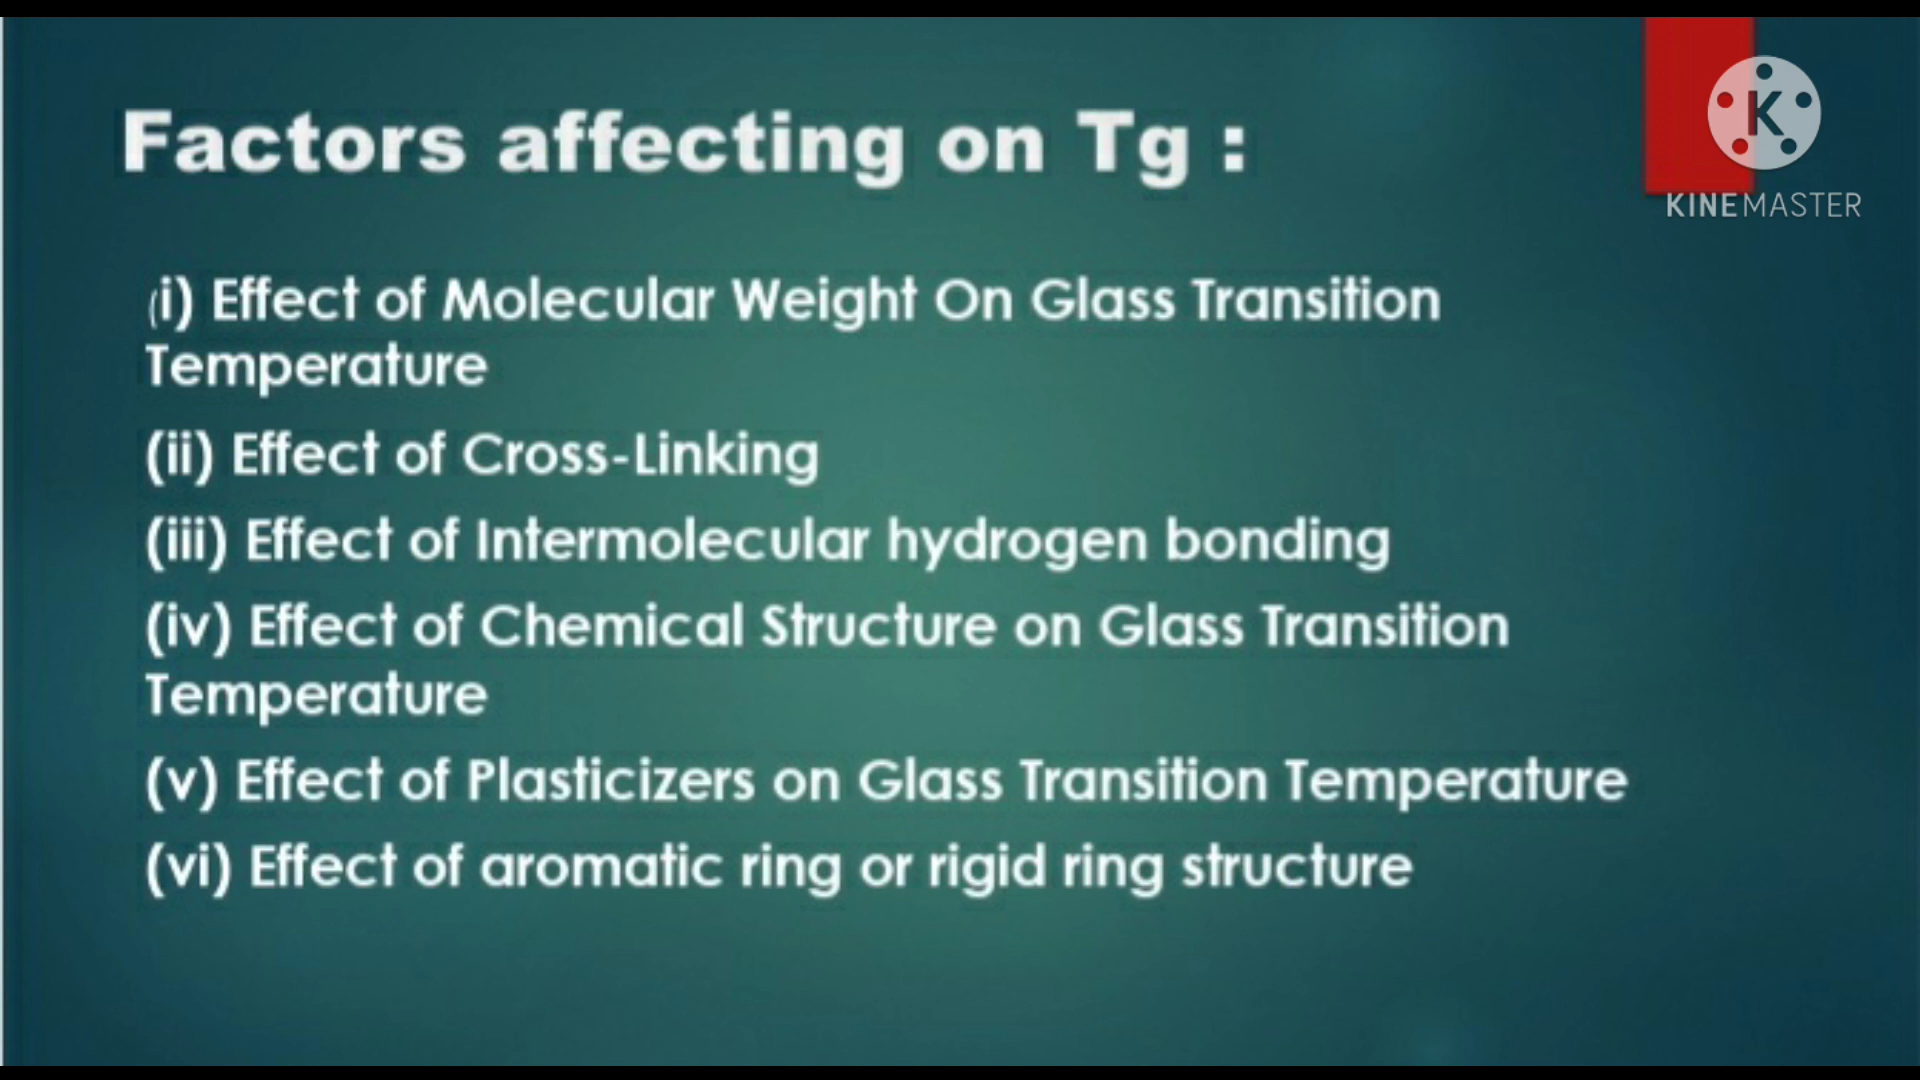 Factors affecting on Tg :
KINEMASTER
(i) Effect of Molecular Weight On Glass Transition
Temperature
(ii) Effect of Cross-Linking
(iii) Effect of Intermolecular hydrogen bonding
(iv) Effect of Chemical Structure on Glass Transition
Temperature
(v) Effect of Plasticizers on Glass Transition Temperature
(vi) Effect of aromatic ring or rigid ring structure